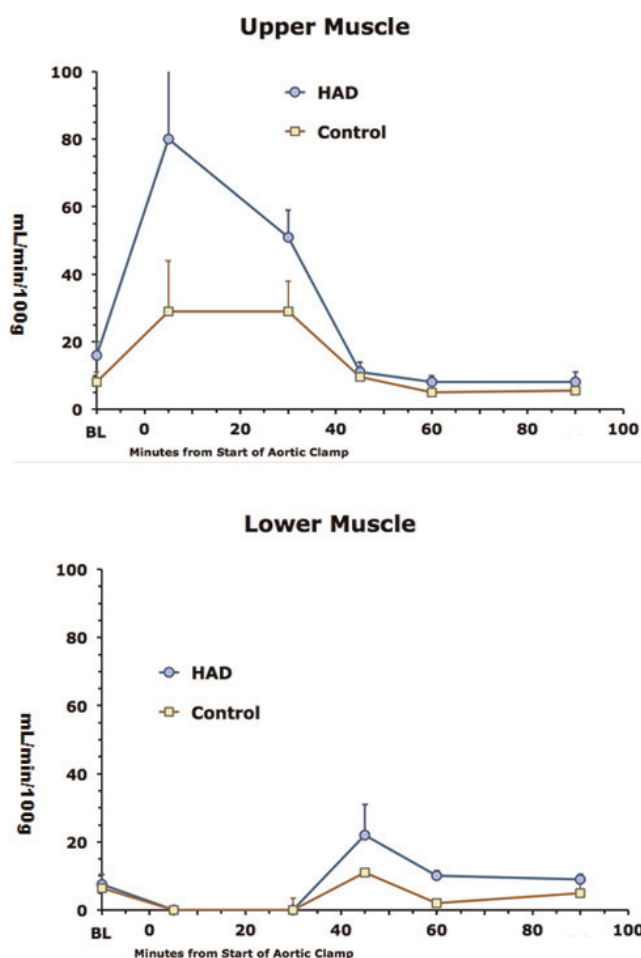 Upper Muscle
100
HAD
80
Control
60
mL/min/100g
40
20
0
BL 0 20 40 60 80 100
Minutes from Start of Aortic Clamp
Lower Muscle
100
80
HAD
60
Control
mL/min/100g
40
20
0
BL 0 20 40 60 80 100
Minutes from Start of Aortic Clamp